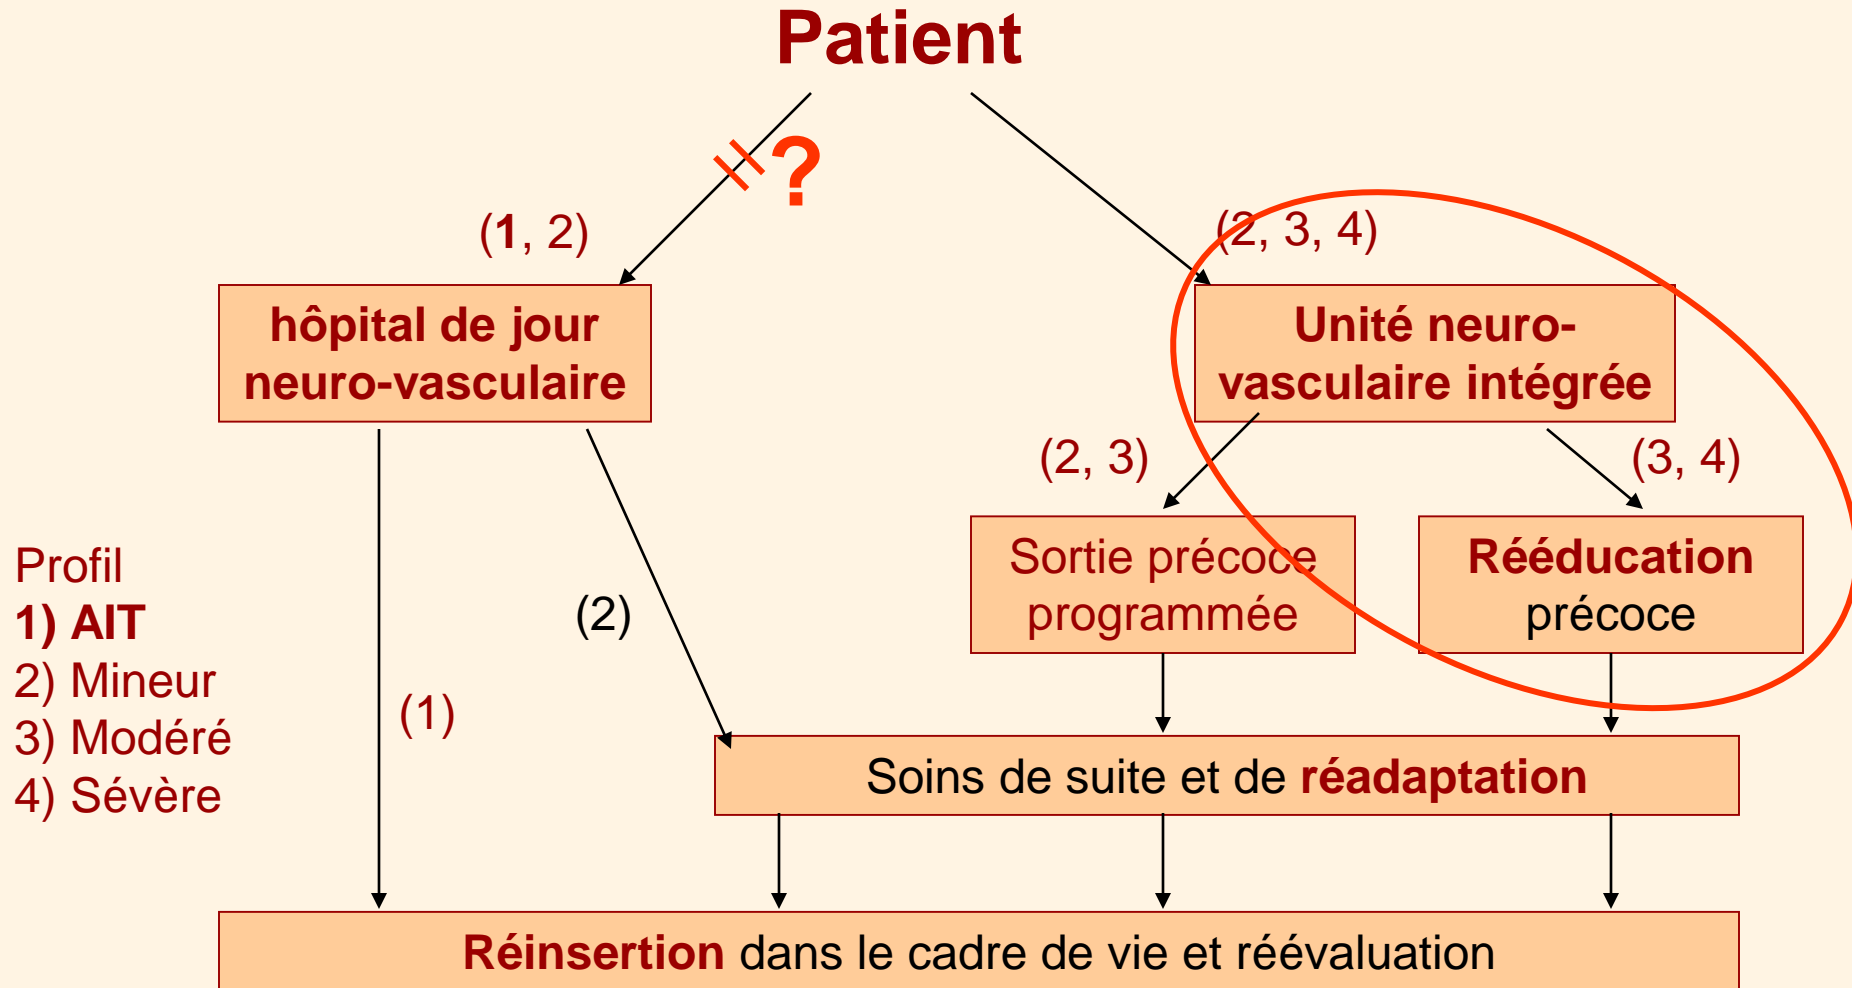 Patient
?
(1, 2)
(2, 3, 4)
hôpital de jour
neuro-vasculaire
Unité neuro-
vasculaire intégrée
(2, 3)
(3, 4)
Sortie précoce
programmée
Rééducation
précoce
Profil
1) AIT
2) Mineur
3) Modéré
4) Sévère
(2)
(1)
Soins de suite et de réadaptation
Réinsertion dans le cadre de vie et réévaluation